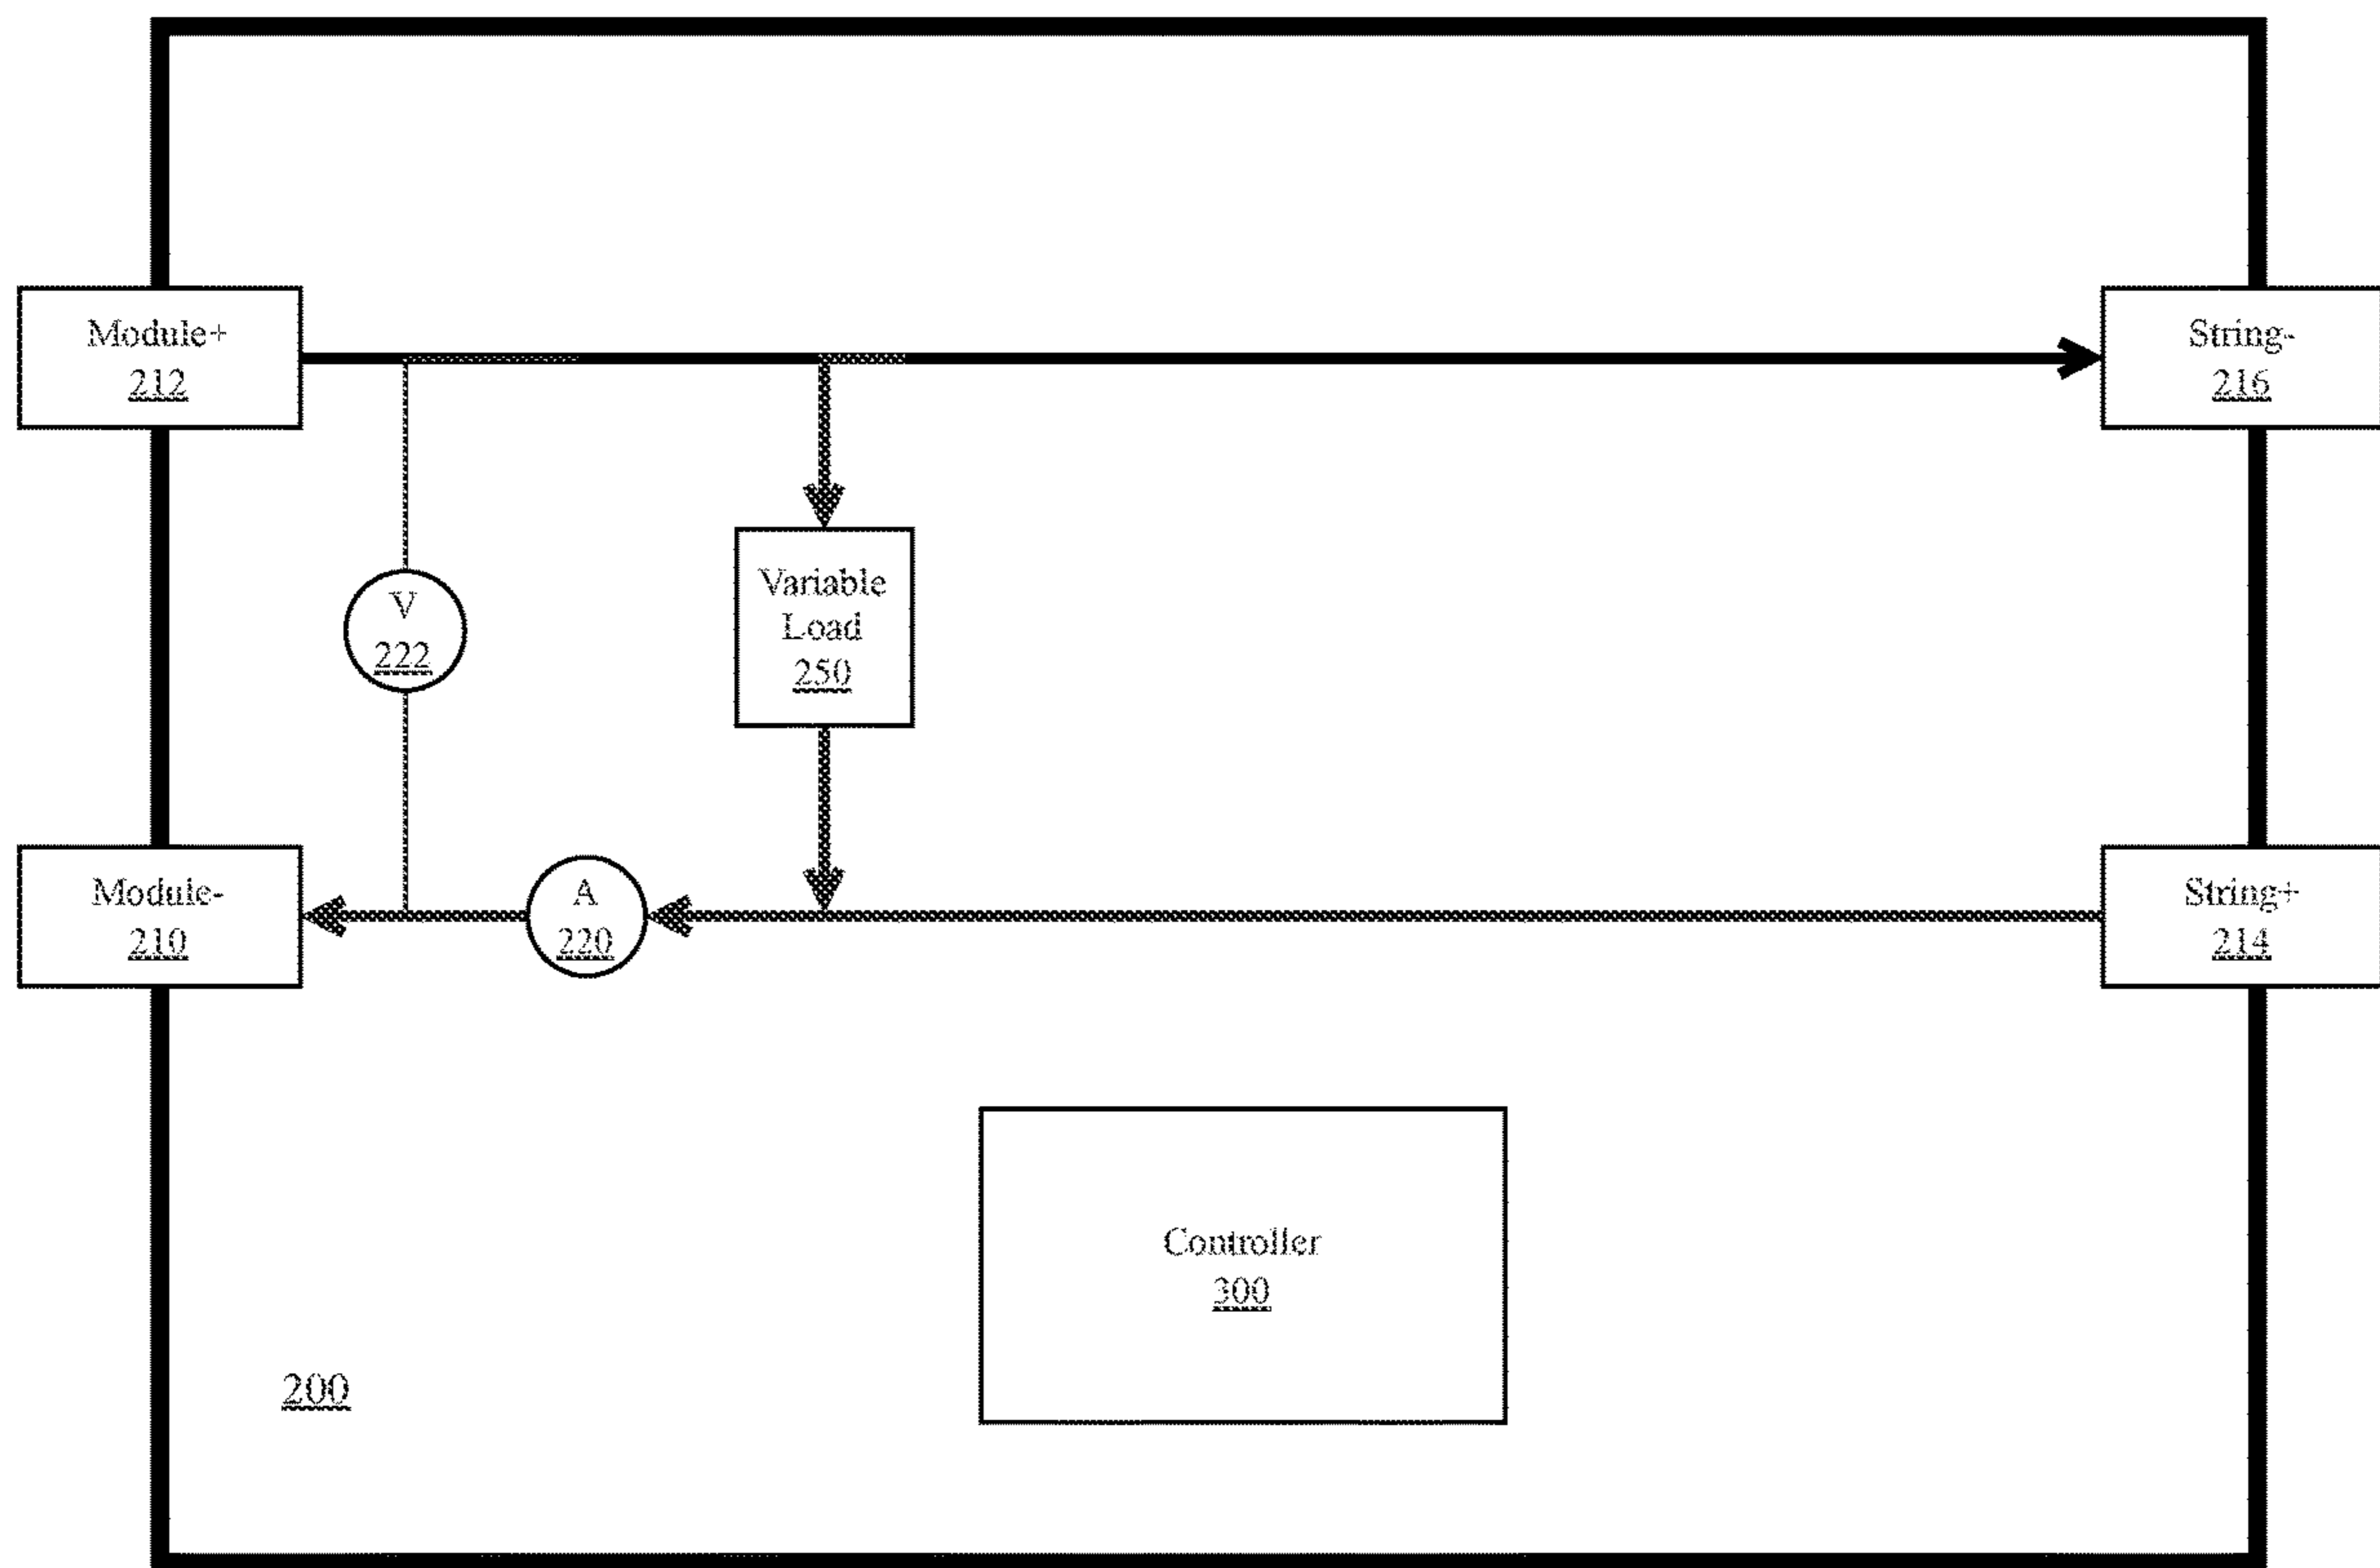 Module+
212
String-
216
V
222
Variable
Load
250
Module-
210
A
220
String+
214
Controller
300
200